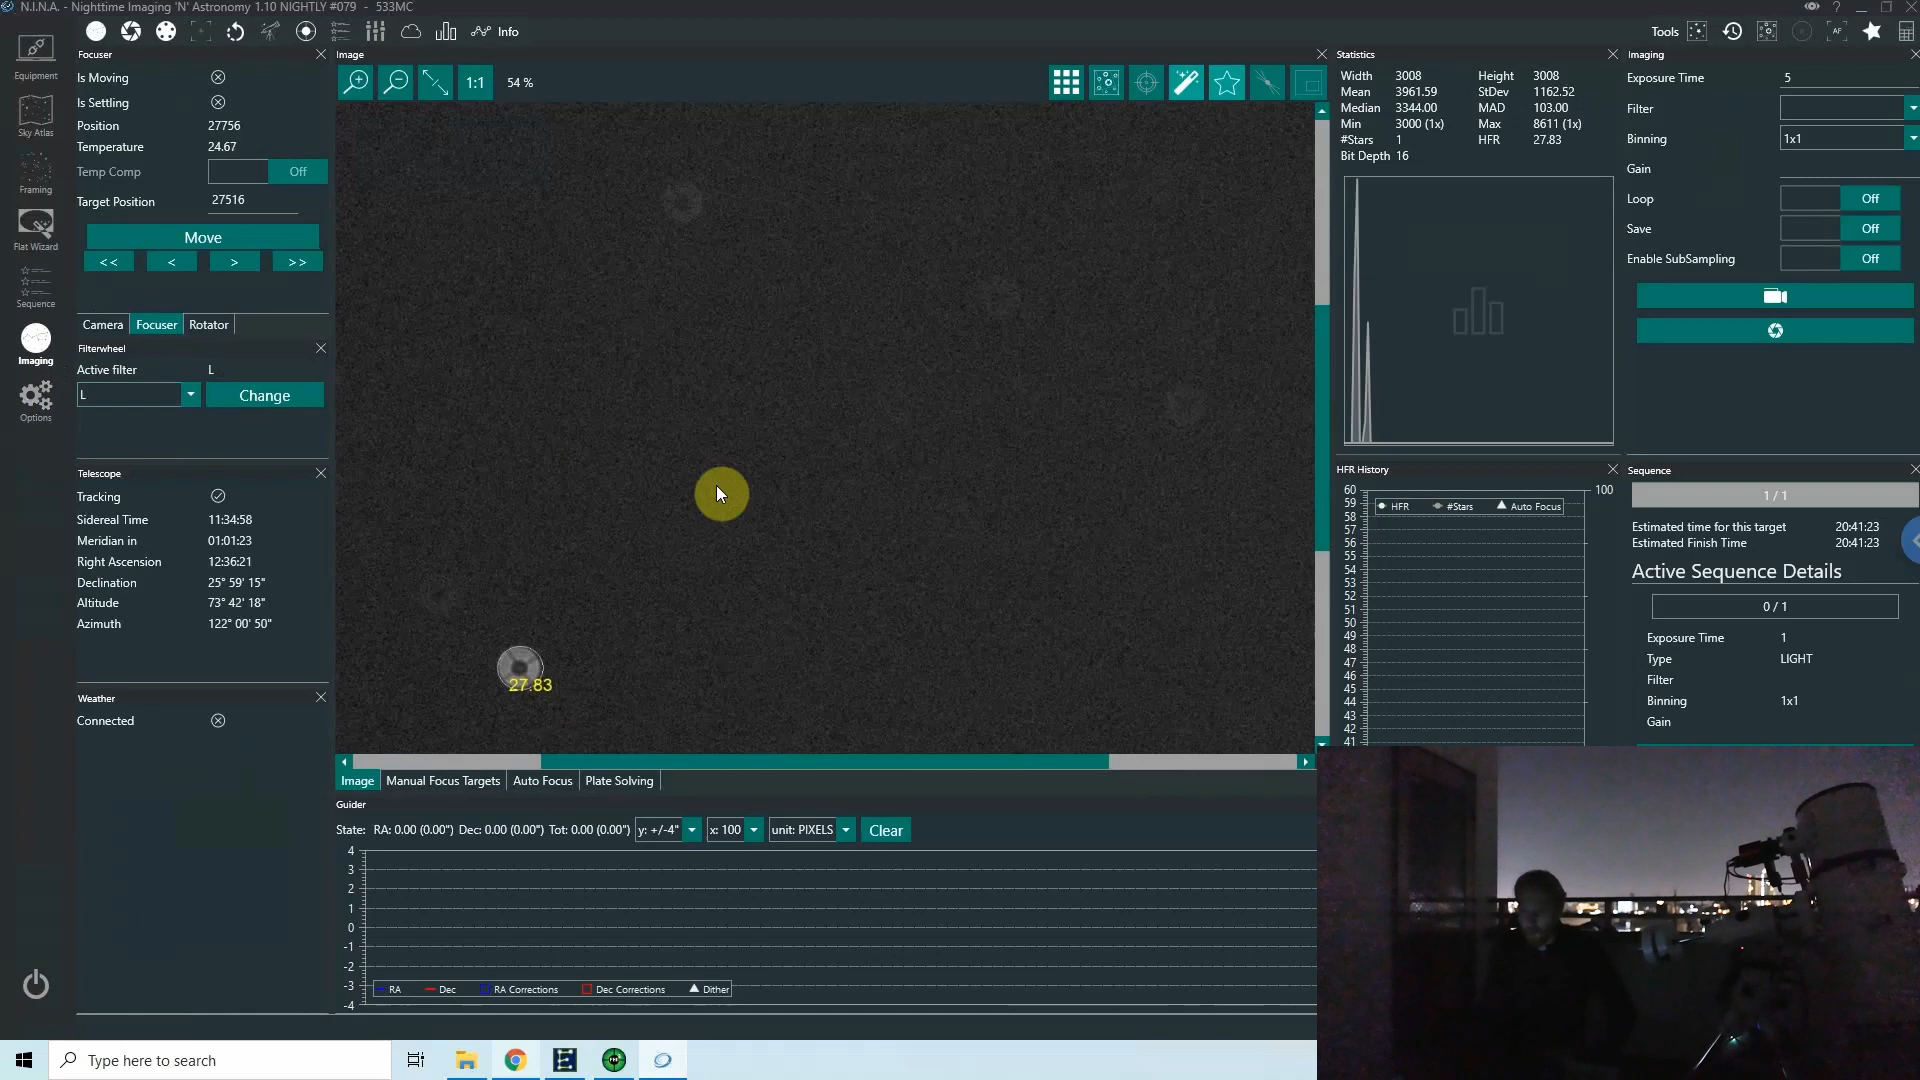 N.I.N.A. - Nighttime Imaging 'N' Astronomy 1.10 NIGHTLY #079 - 533MC
Info
Tools
AF
Equipment
Sky Atlas
Framing
Flat Wizard
Sequence
Imaging
Options
Focuser
Is Moving
Is Settling
Position 27756
Temperature 24.67
Temp Comp Off
Target Position 27516
Move
<< < > >>
Camera Focuser Rotator
Filterwheel
Active filter L
L Change
Telescope
Tracking
Sidereal Time 11:34:58
Meridian in 01:01:23
Right Ascension 12:36:21
Declination 25° 59' 15"
Altitude 73° 42' 18"
Azimuth 122° 00' 50"
Weather
Connected
Image
1:1 54 %
27.83
Image Manual Focus Targets Auto Focus Plate Solving
Guider
State: RA: 0.00 (0.00") Dec: 0.00 (0.00") Tot: 0.00 (0.00") y: +/-4" x: 100 unit: PIXELS Clear
4
3
2
1
0
-1
-2
-3
-4
RA Dec RA Corrections Dec Corrections Dither
Statistics
Width 3008 Height 3008
Mean 3961.59 StDev 1162.52
Median 3344.00 MAD 103.00
Min 3000 (1x) Max 8611 (1x)
#Stars 1 HFR 27.83
Bit Depth 16
HFR History
60 100
59
58
57
56
55
54
53
52
51
50
49
48
47
46
45
44
43
42
41
HFR #Stars Auto Focus
Imaging
Exposure Time 5
Filter
Binning 1x1
Gain
Loop Off
Save Off
Enable SubSampling Off
Sequence
1 / 1
Estimated time for this target 20:41:23
Estimated Finish Time 20:41:23
Active Sequence Details
0 / 1
Exposure Time 1
Type LIGHT
Filter
Binning 1x1
Gain
Type here to search